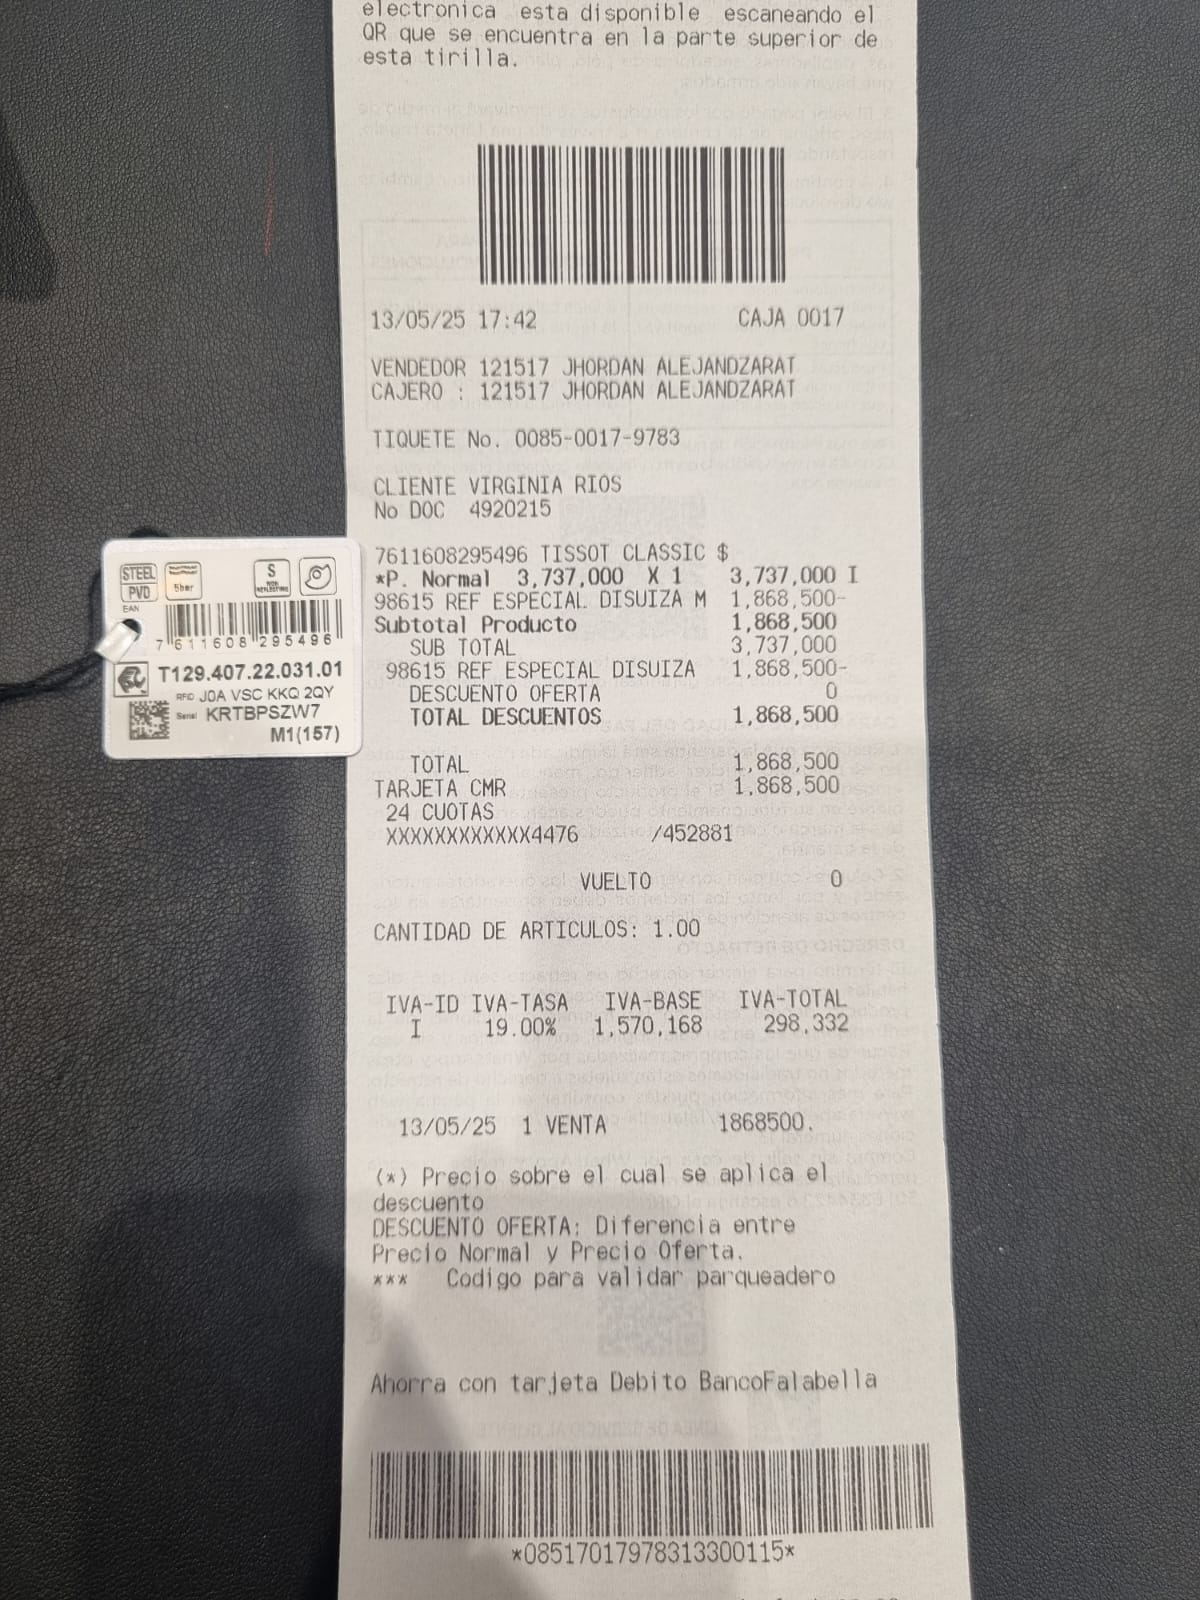 electronica esta disponible escaneando el
QR que se encuentra en la parte superior de
esta tirilla.
13/05/25 17:42 CAJA 0017
VENDEDOR 121517 JHORDAN ALEJANDZARAT
CAJERO : 121517 JHORDAN ALEJANDZARAT
TIQUETE No. 0085-0017-9783
CLIENTE VIRGINIA RIOS
No DOC 4920215
7611608295496 TISSOT CLASSIC $
*P. Normal 3,737,000 X 1 3,737,000 I
98615 REF ESPECIAL DISUIZA M 1,868,500-
Subtotal Producto 1,868,500
SUB TOTAL 3,737,000
98615 REF ESPECIAL DISUIZA 1,868,500-
DESCUENTO OFERTA 0
TOTAL DESCUENTOS 1,868,500
TOTAL 1,868,500
TARJETA CMR 1,868,500
24 CUOTAS
XXXXXXXXXXXX4476 /452881
VUELTO 0
CANTIDAD DE ARTICULOS: 1.00
IVA-ID IVA-TASA IVA-BASE IVA-TOTAL
I 19.00% 1,570,168 298,332
13/05/25 1 VENTA 1868500.
(*) Precio sobre el cual se aplica el
descuento
DESCUENTO OFERTA: Diferencia entre
Precio Normal y Precio Oferta.
*** Codigo para validar parqueadero
Ahorra con tarjeta Debito BancoFalabella
*08517017978313300115*
STEEL
PVD
5bar
S
NON
REFLECTING
EAN
7 611608 295496
T129.407.22.031.01
RFID J0A VSC KKQ 2QY
Serial KRTBPSZW7
M1(157)